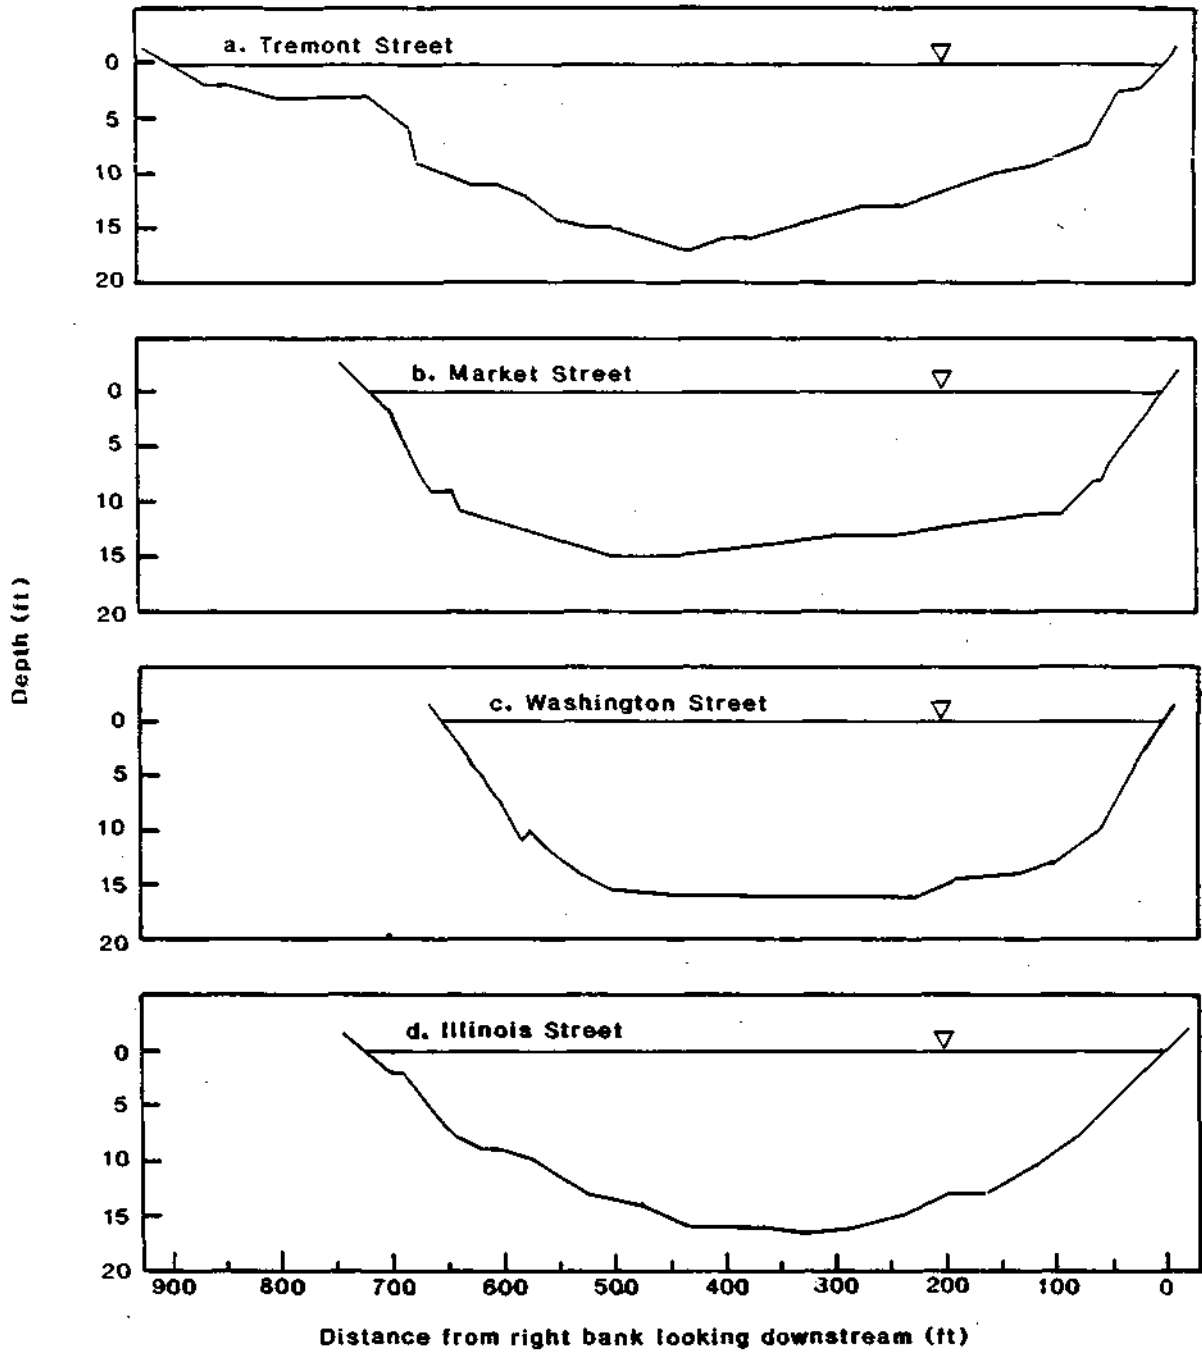 a. Tremont Street
0
5
10
15
20
b. Market Street
0
5
10
15
20
Depth (ft)
c. Washington Street
0
5
10
15
20
d. Illinois Street
0
5
10
15
20
900 800 700 600 500 400 300 200 100 0
Distance from right bank looking downstream (ft)